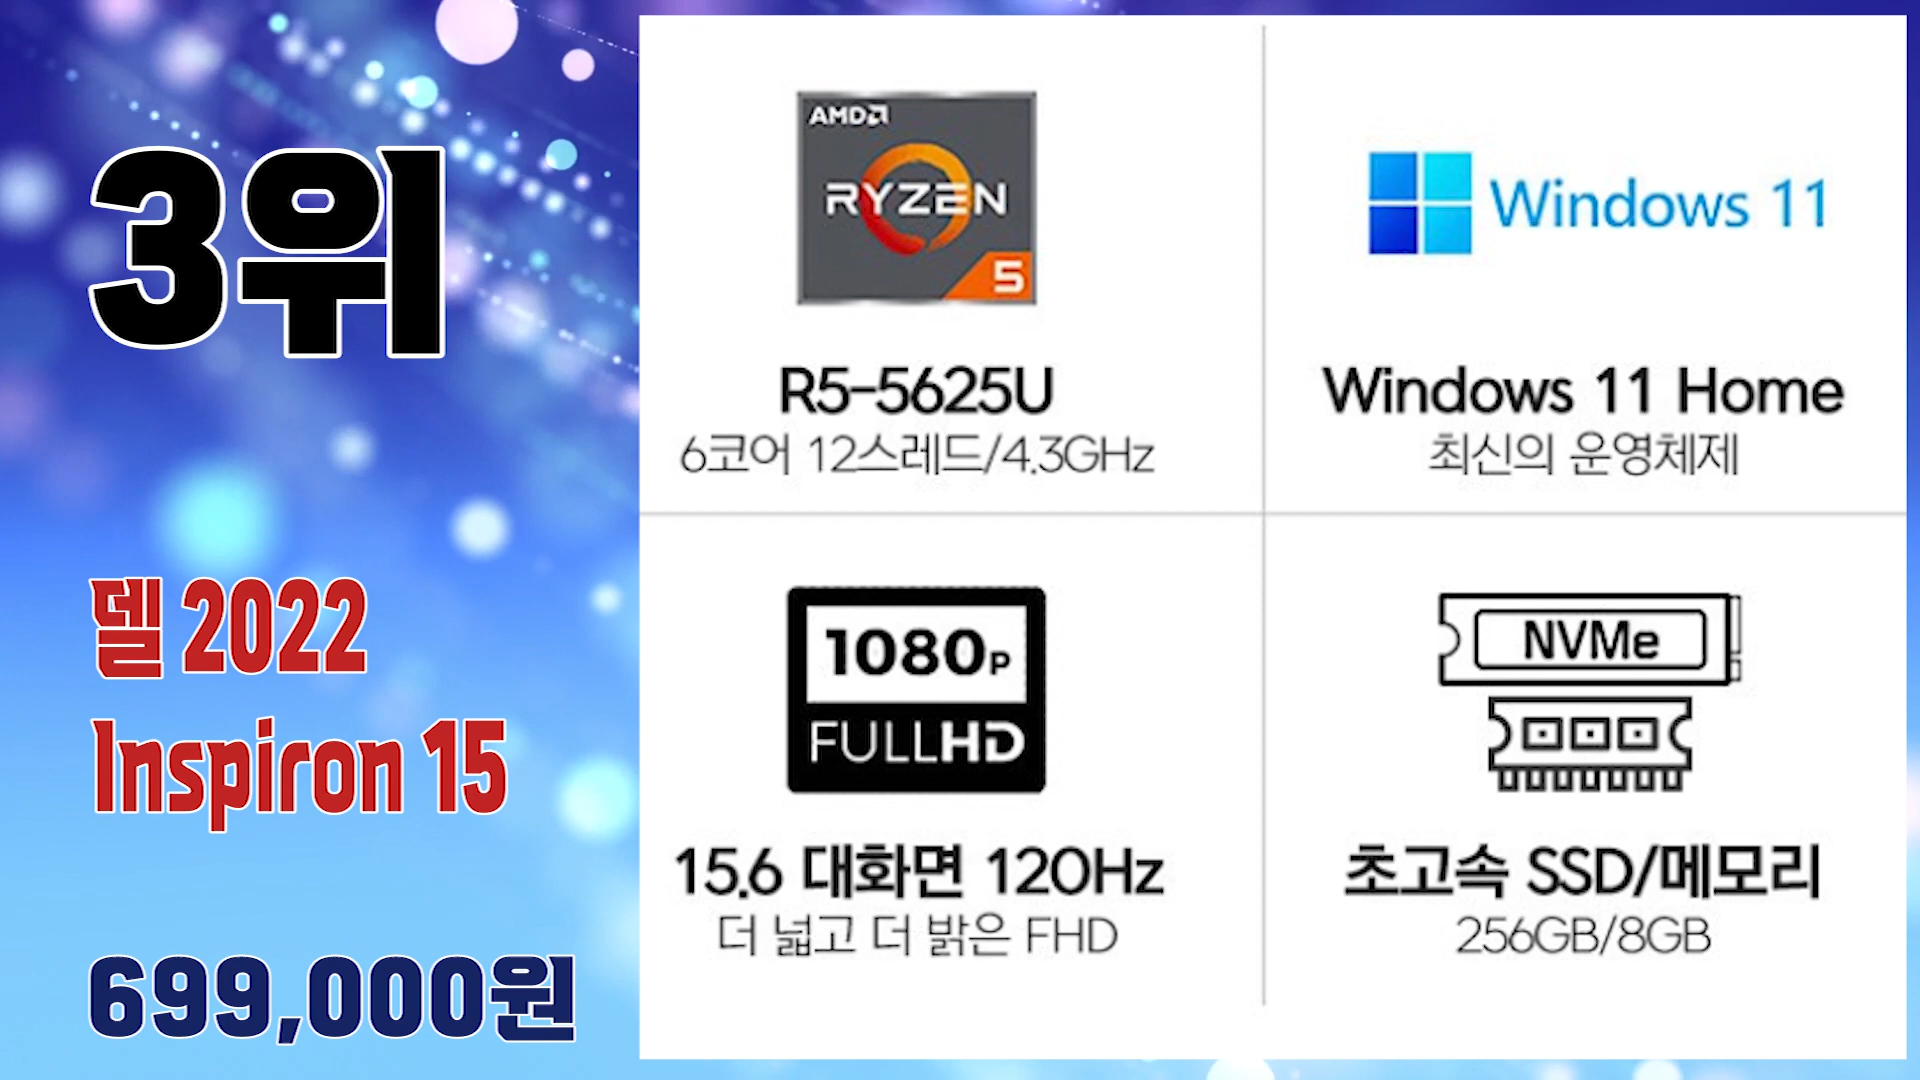 3위
델 2022
Inspiron 15
699,000원
AMD
RYZEN
5
R5-5625U
6코어 12스레드/4.3GHz
Windows 11
Windows 11 Home
최신의 운영체제
1080P
FULLHD
15.6 대화면 120Hz
더 넓고 더 밝은 FHD
NVMe
초고속 SSD/메모리
256GB/8GB